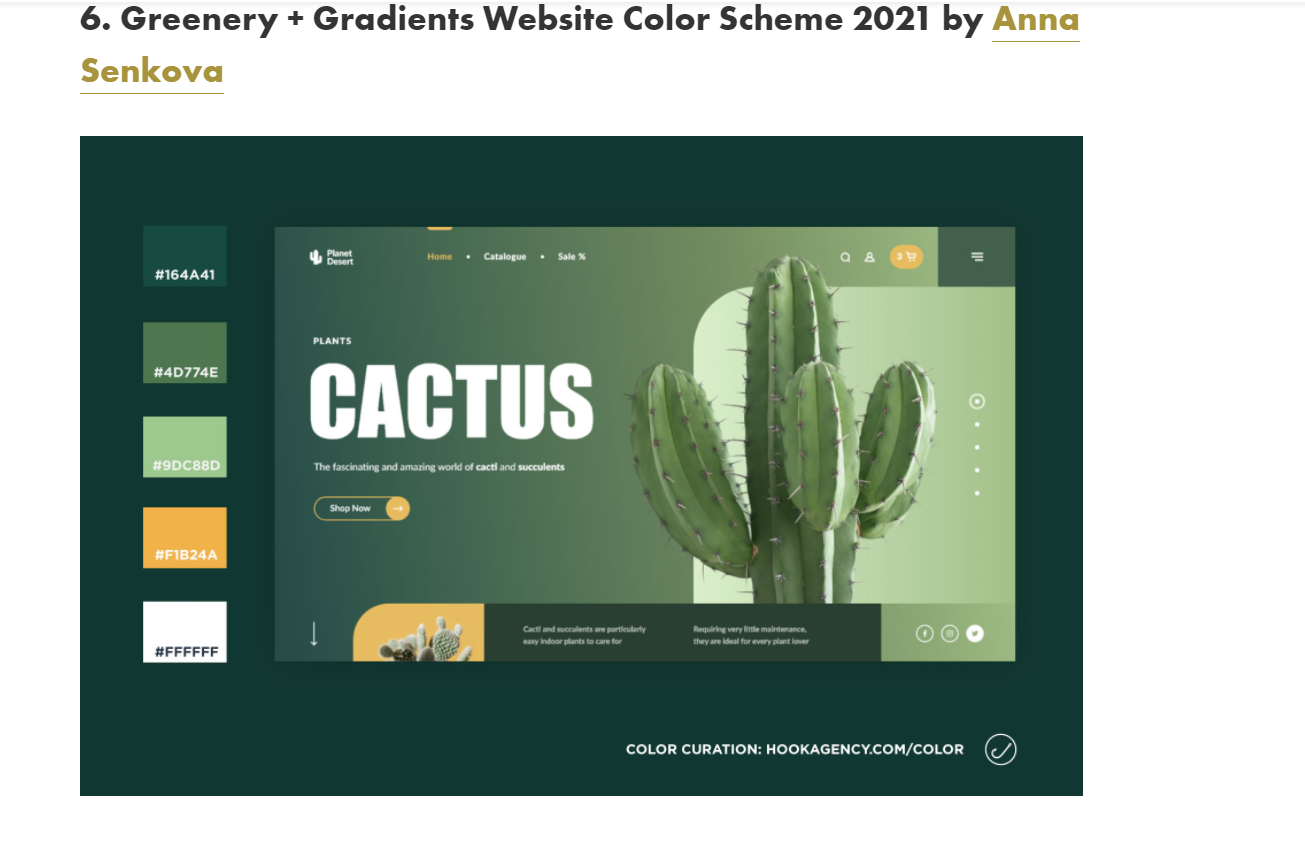 6. Greenery + Gradients Website Color Scheme 2021 by Anna
Senkova
#164A41
#4D774E
#9DC88D
#F1B24A
#FFFFFF
Planet
Desert
Home • Catalogue • Sale %
3
PLANTS
CACTUS
The fascinating and amazing world of cacti and succulents
Shop Now
Cacti and succulents are particularly
easy indoor plants to care for
Requiring very little maintenance,
they are ideal for every plant lover
COLOR CURATION: HOOKAGENCY.COM/COLOR